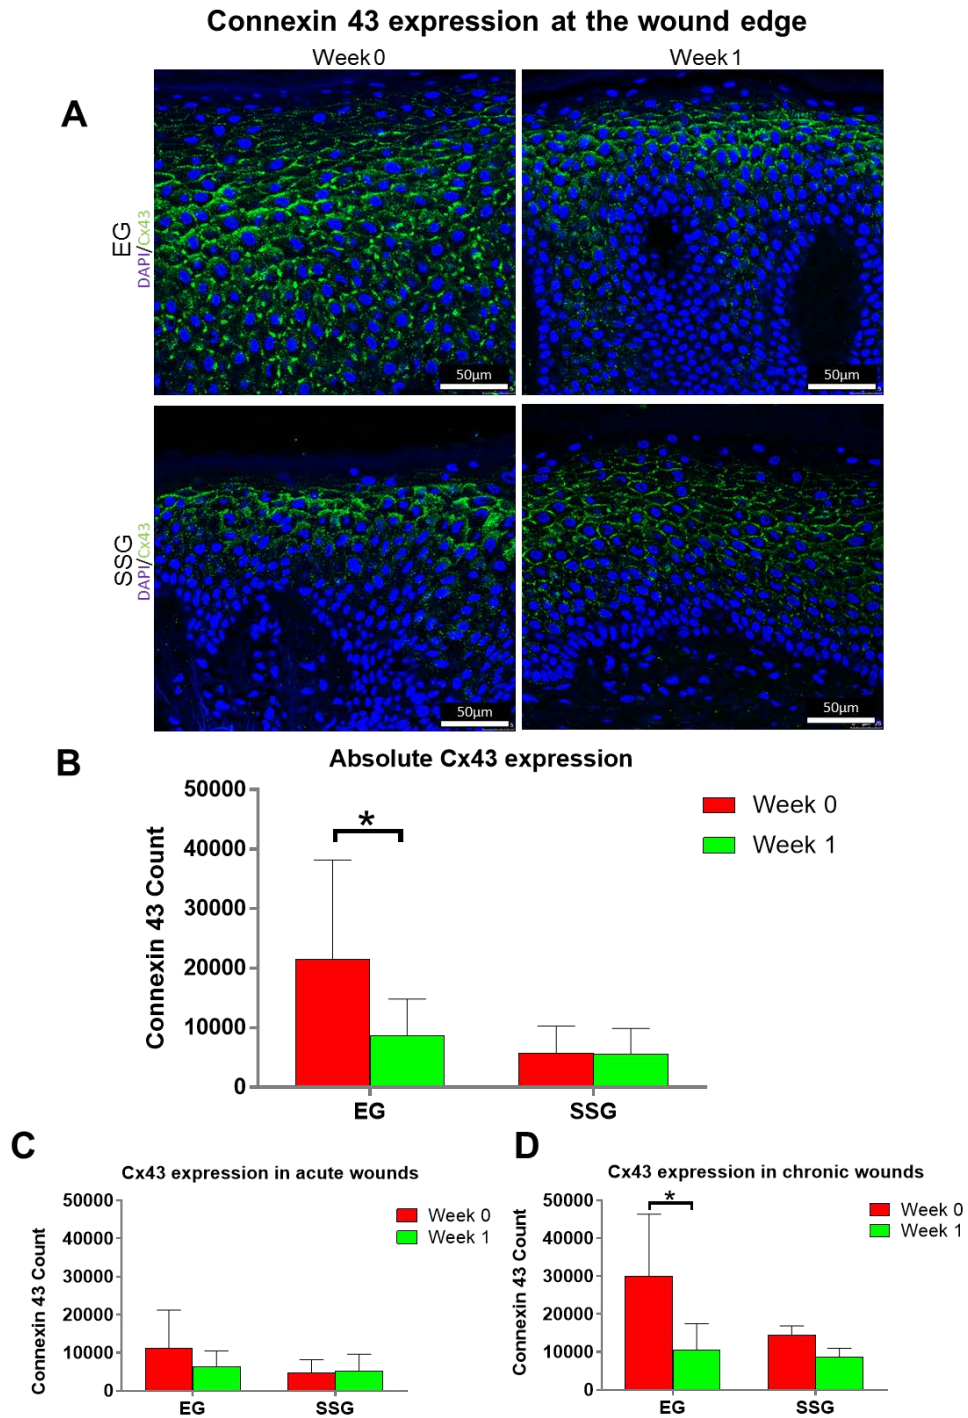 Connexin 43 expression at the wound edge
Week 0
Week 1
A
EG
DAPI/Cx43
50μm
50μm
SSG
DAPI/Cx43
50μm
50μm
B
Absolute Cx43 expression
50000
40000
30000
20000
10000
0
Connexin 43 Count
*
Week 0
Week 1
EG
SSG
C
Cx43 expression in acute wounds
50000
40000
30000
20000
10000
0
Connexin 43 Count
Week 0
Week 1
EG
SSG
D
Cx43 expression in chronic wounds
50000
40000
30000
20000
10000
0
Connexin 43 Count
*
Week 0
Week 1
EG
SSG